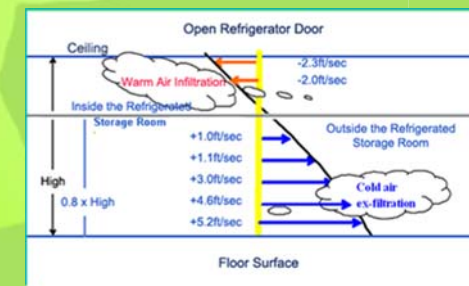 Open Refrigerator Door
Ceiling
-2.3ft/sec
-2.0ft/sec
Warm Air Infiltration
Inside the Refrigerated
Storage Room
Outside the Refrigerated
Storage Room
+1.0ft/sec
+1.1ft/sec
+3.0ft/sec
+4.6ft/sec
+5.2ft/sec
High
0.8 x High
Cold air
ex-filtration
Floor Surface